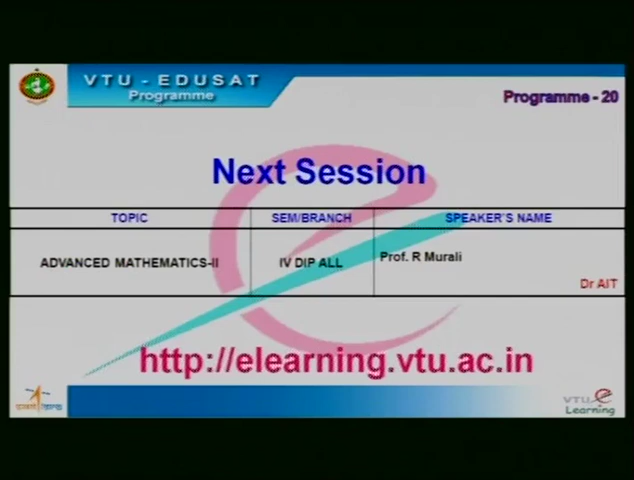 VTU - EDUSAT
Programme
Programme - 20
Next Session
TOPIC SEM/BRANCH SPEAKER'S NAME
ADVANCED MATHEMATICS-II IV DIP ALL Prof. R Murali
Dr AIT
http://elearning.vtu.ac.in
VTU e
Learning